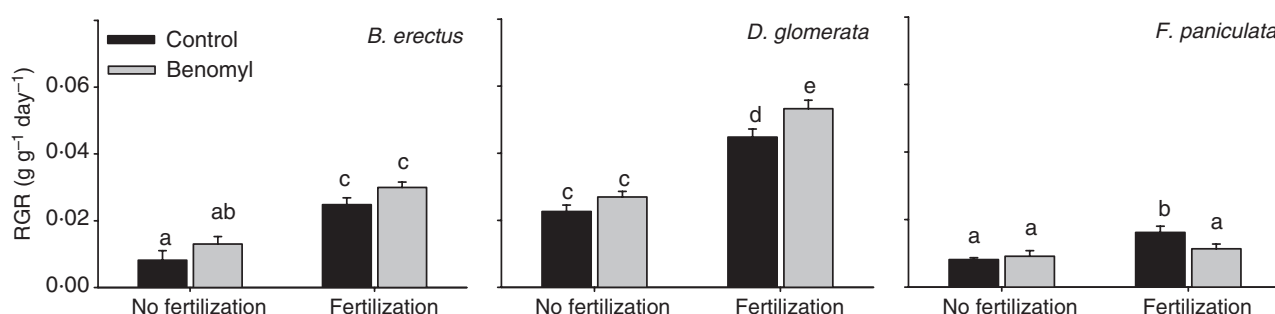 B. erectus
D. glomerata
F. paniculata
Control
Benomyl
RGR (g g⁻¹ day⁻¹)
0·06
0·04
0·02
0·00
a
ab
c
c
c
c
d
e
a
a
b
a
No fertilization
Fertilization
No fertilization
Fertilization
No fertilization
Fertilization